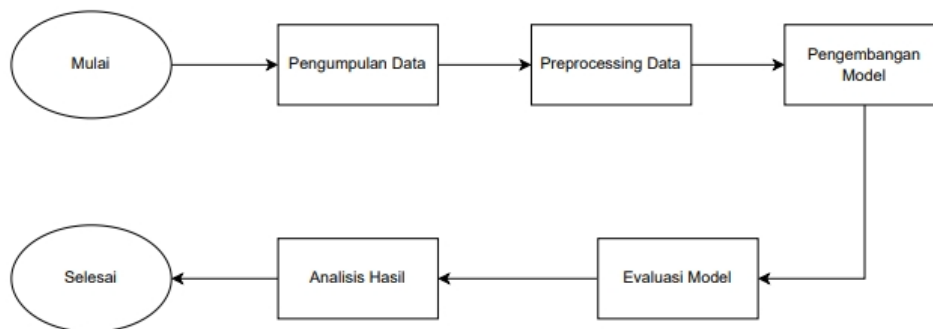 Mulai
Pengumpulan Data
Preprocessing Data
Pengembangan
Model
Selesai
Analisis Hasil
Evaluasi Model